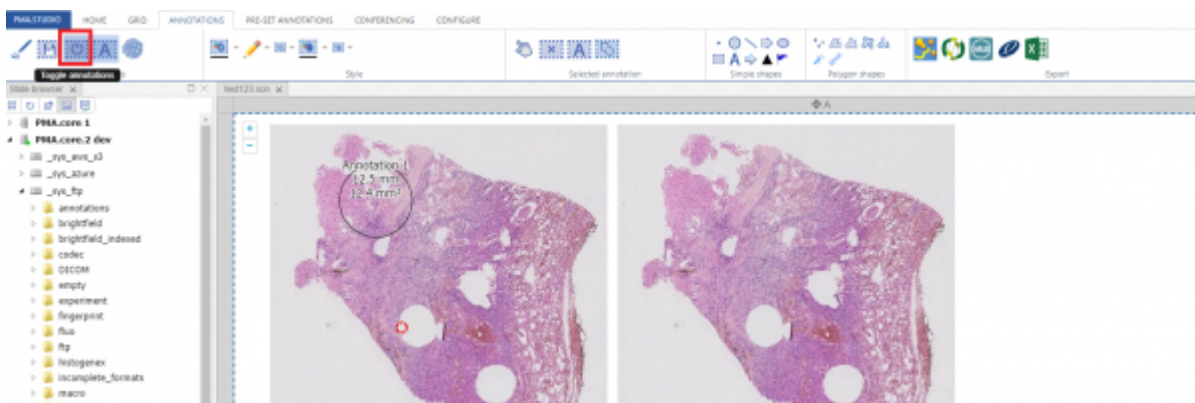 PMA.STUDIO HOME GRID ANNOTATIONS PRE-SET ANNOTATIONS CONFERENCING CONFIGURE
Toggle annotations
Style
Selected annotation
Simple shapes
Polygon shapes
Export
Slide browser
test123.scn
A
PMA.core 1
PMA.core.2 dev
_sys_aws_s3
_sys_azure
_sys_ftp
annotations
brightfield
brightfield_indexed
codec
DICOM
empty
experiment
fingerprint
fluo
ftp
histogenex
incomplete_formats
macro
Annotation 1
12.5 mm
12.4 mm²